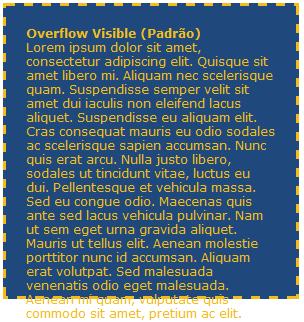 Overflow Visible (Padrão)
Lorem ipsum dolor sit amet,
consectetur adipiscing elit. Quisque sit
amet libero mi. Aliquam nec scelerisque
quam. Suspendisse semper velit sit
amet dui iaculis non eleifend lacus
aliquet. Suspendisse eu aliquam elit.
Cras consequat mauris eu odio sodales
ac scelerisque sapien accumsan. Nunc
quis erat arcu. Nulla justo libero,
sodales ut tincidunt vitae, luctus eu
dui. Pellentesque et vehicula massa.
Sed eu congue odio. Maecenas quis
ante sed lacus vehicula pulvinar. Nam
ut sem eget urna gravida aliquet.
Mauris ut tellus elit. Aenean molestie
porttitor nunc id accumsan. Aliquam
erat volutpat. Sed malesuada
venenatis odio eget malesuada.
Aenean mi quam, vulputate quis
commodo sit amet, pretium ac elit.